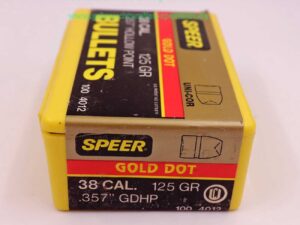 38 CAL.
125 GR
HOLLOW POINT
BULLETS
100 4012
SPEER
GOLD DOT
UNI-COR
SPEER
GOLD DOT
38 CAL. 125 GR
.357" GDHP
100 4012